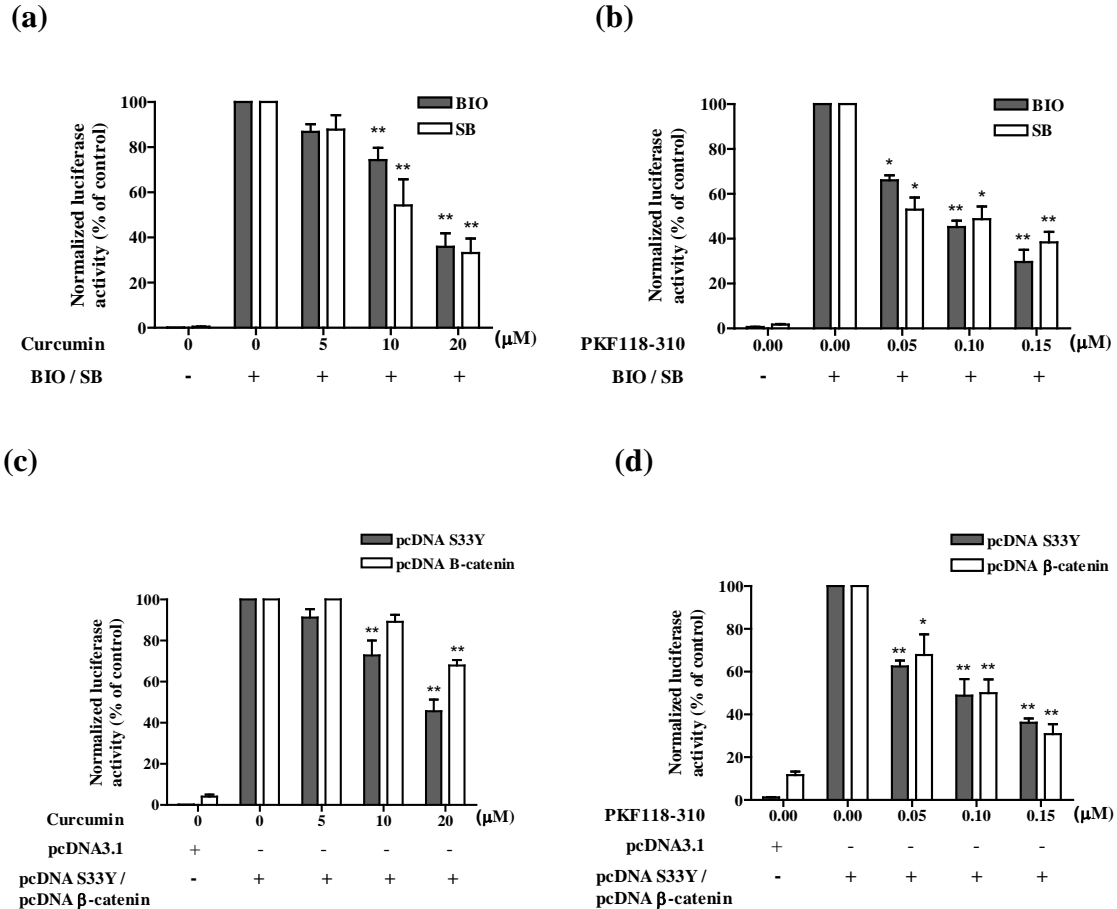 (a)
BIO
SB
Normalized luciferase
activity (% of control)
100
80
60
40
20
0
**
**
**
**
Curcumin 0 0 5 10 20 (μM)
BIO / SB - + + + +
(b)
BIO
SB
Normalized luciferase
activity (% of control)
100
80
60
40
20
0
*
*
**
*
**
**
PKF118-310 0.00 0.00 0.05 0.10 0.15 (μM)
BIO / SB - + + + +
(c)
pcDNA S33Y
pcDNA B-catenin
Normalized luciferase
activity (% of control)
100
80
60
40
20
0
**
**
**
Curcumin 0 0 5 10 20 (μM)
pcDNA3.1 + - - - -
pcDNA S33Y / - + + + +
pcDNA β-catenin
(d)
pcDNA S33Y
pcDNA β-catenin
Normalized luciferase
activity (% of control)
100
80
60
40
20
0
**
*
**
**
**
**
PKF118-310 0.00 0.00 0.05 0.10 0.15 (μM)
pcDNA3.1 + - - - -
pcDNA S33Y / - + + + +
pcDNA β-catenin